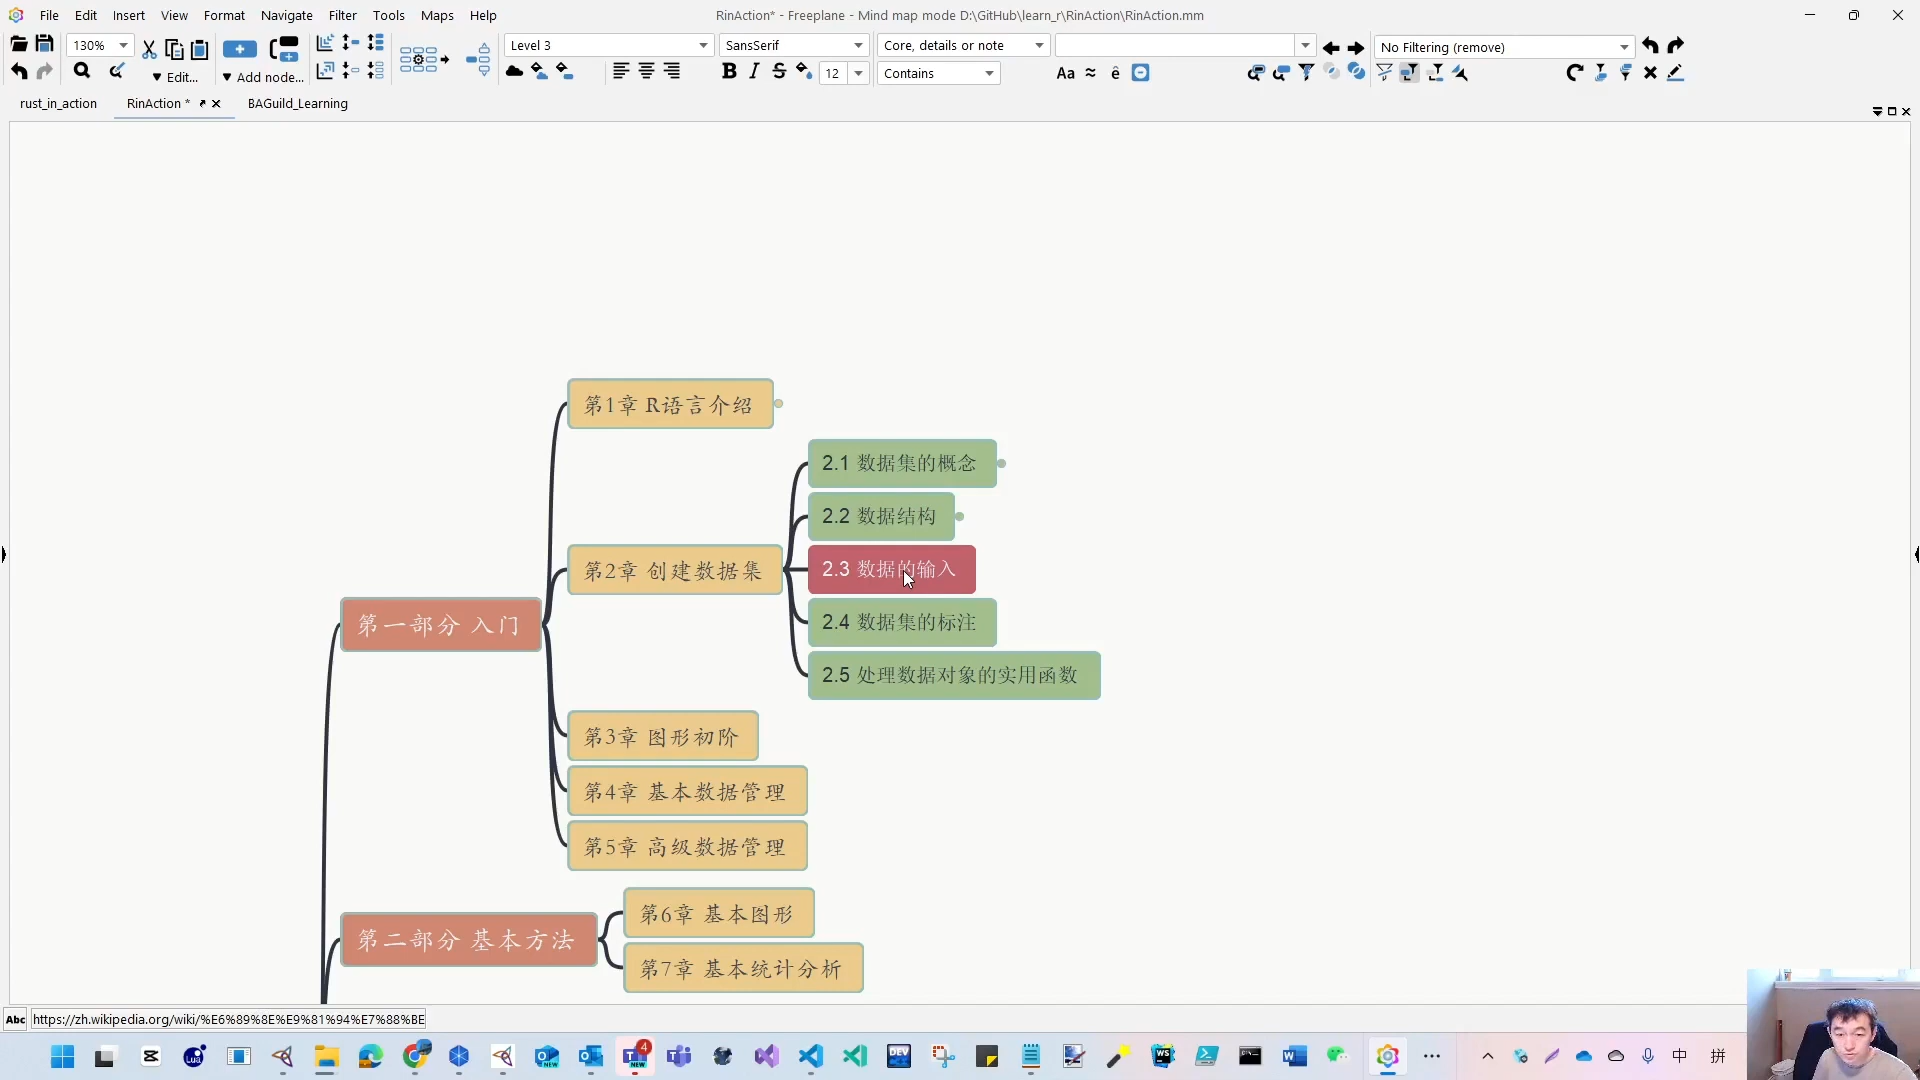 RinAction* - Freeplane - Mind map mode D:\GitHub\learn_r\RinAction\RinAction.mm
File Edit Insert View Format Navigate Filter Tools Maps Help
130% Level 3 SansSerif Core, details or note No Filtering (remove)
Edit... Add node... B I S 12 Contains Aa ≈ ê
rust_in_action RinAction * BAGuild_Learning
第1章 R语言介绍
2.1 数据集的概念
2.2 数据结构
第2章 创建数据集
2.3 数据的输入
2.4 数据集的标注
第一部分 入门
2.5 处理数据对象的实用函数
第3章 图形初阶
第4章 基本数据管理
第5章 高级数据管理
第6章 基本图形
第二部分 基本方法
第7章 基本统计分析
Abc https://zh.wikipedia.org/wiki/%E6%89%8E%E9%81%94%E7%88%BE
Lua NEW 4 NEW DEV WS W 中 拼